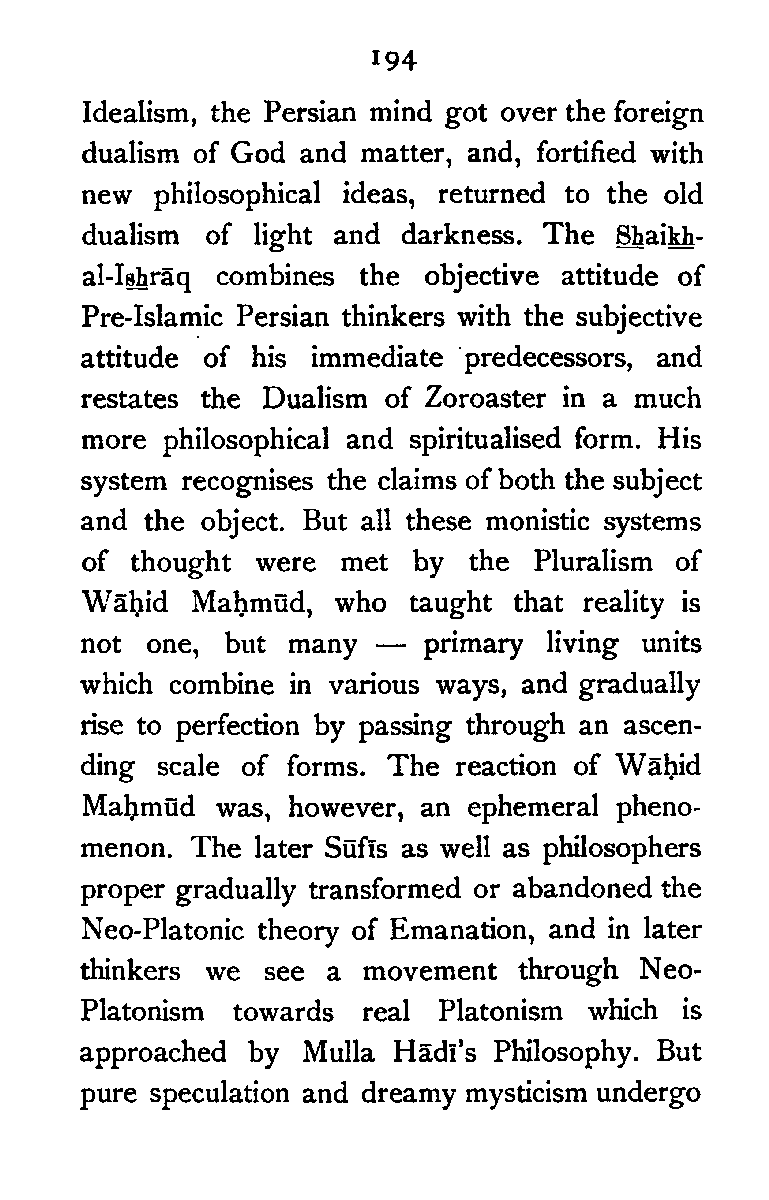 194
Idealism, the Persian mind got over the foreign
dualism of God and matter, and, fortified with
new philosophical ideas, returned to the old
dualism of light and darkness. The S̲h̲aik̲h̲-
al-Is̲h̲rāq combines the objective attitude of
Pre-Islamic Persian thinkers with the subjective
attitude of his immediate predecessors, and
restates the Dualism of Zoroaster in a much
more philosophical and spiritualised form. His
system recognises the claims of both the subject
and the object. But all these monistic systems
of thought were met by the Pluralism of
Wāḥid Maḥmūd, who taught that reality is
not one, but many — primary living units
which combine in various ways, and gradually
rise to perfection by passing through an ascen-
ding scale of forms. The reaction of Wāḥid
Maḥmūd was, however, an ephemeral pheno-
menon. The later Sūfīs as well as philosophers
proper gradually transformed or abandoned the
Neo-Platonic theory of Emanation, and in later
thinkers we see a movement through Neo-
Platonism towards real Platonism which is
approached by Mulla Hādī's Philosophy. But
pure speculation and dreamy mysticism undergo